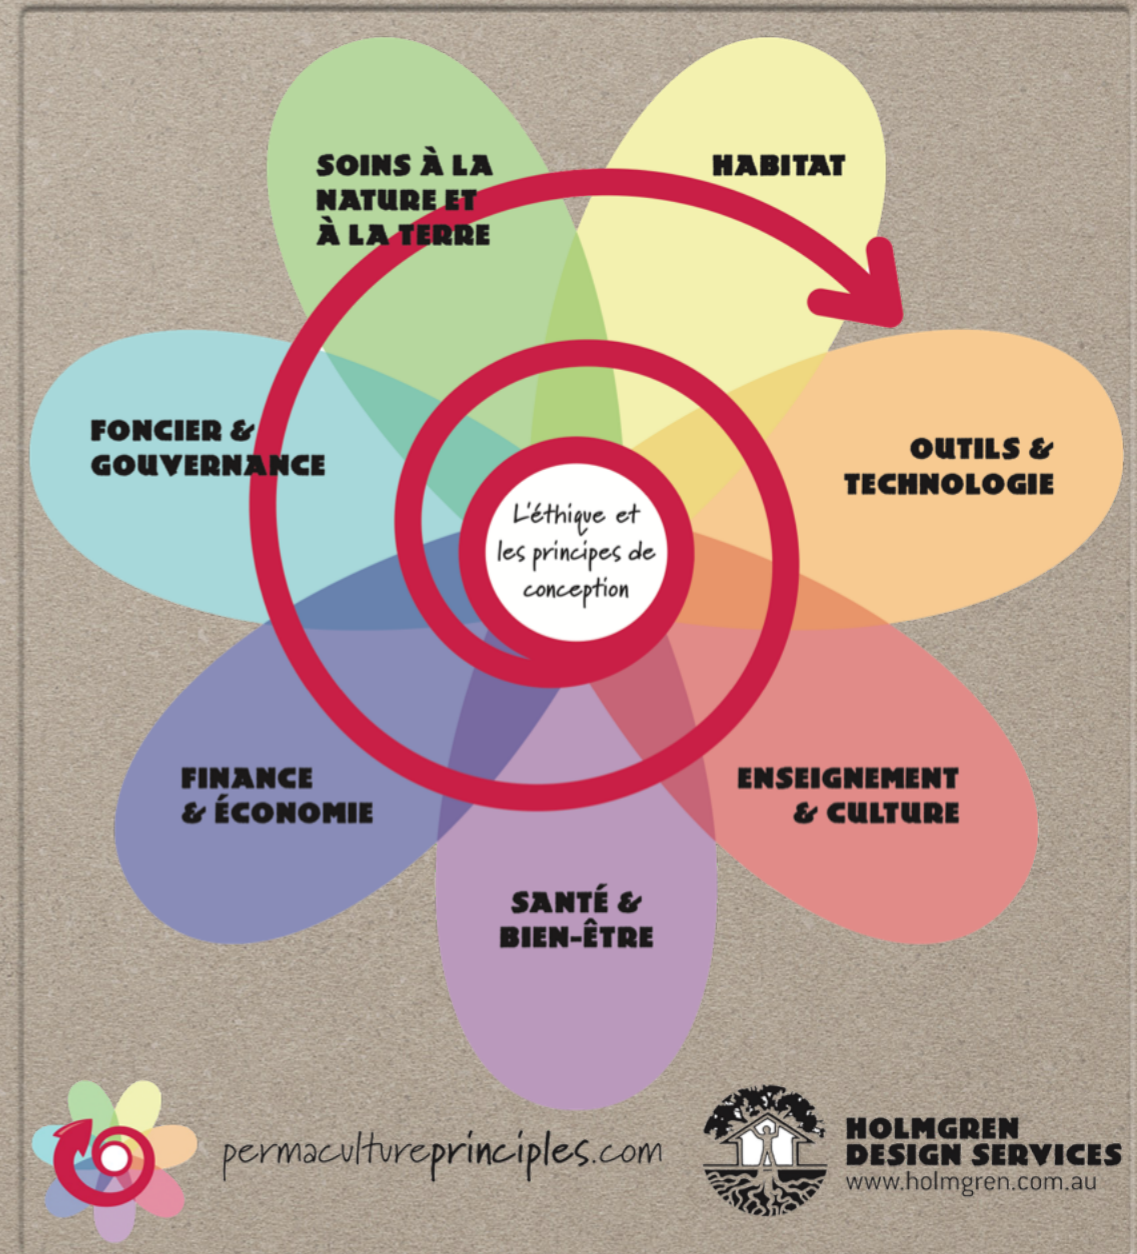 SOINS À LA
NATURE ET
À LA TERRE
HABITAT
FONCIER &
GOUVERNANCE
OUTILS &
TECHNOLOGIE
L'éthique et
les principes de
conception
FINANCE
& ÉCONOMIE
ENSEIGNEMENT
& CULTURE
SANTÉ &
BIEN-ÊTRE
permacultureprinciples.com
HOLMGREN
DESIGN SERVICES
www.holmgren.com.au